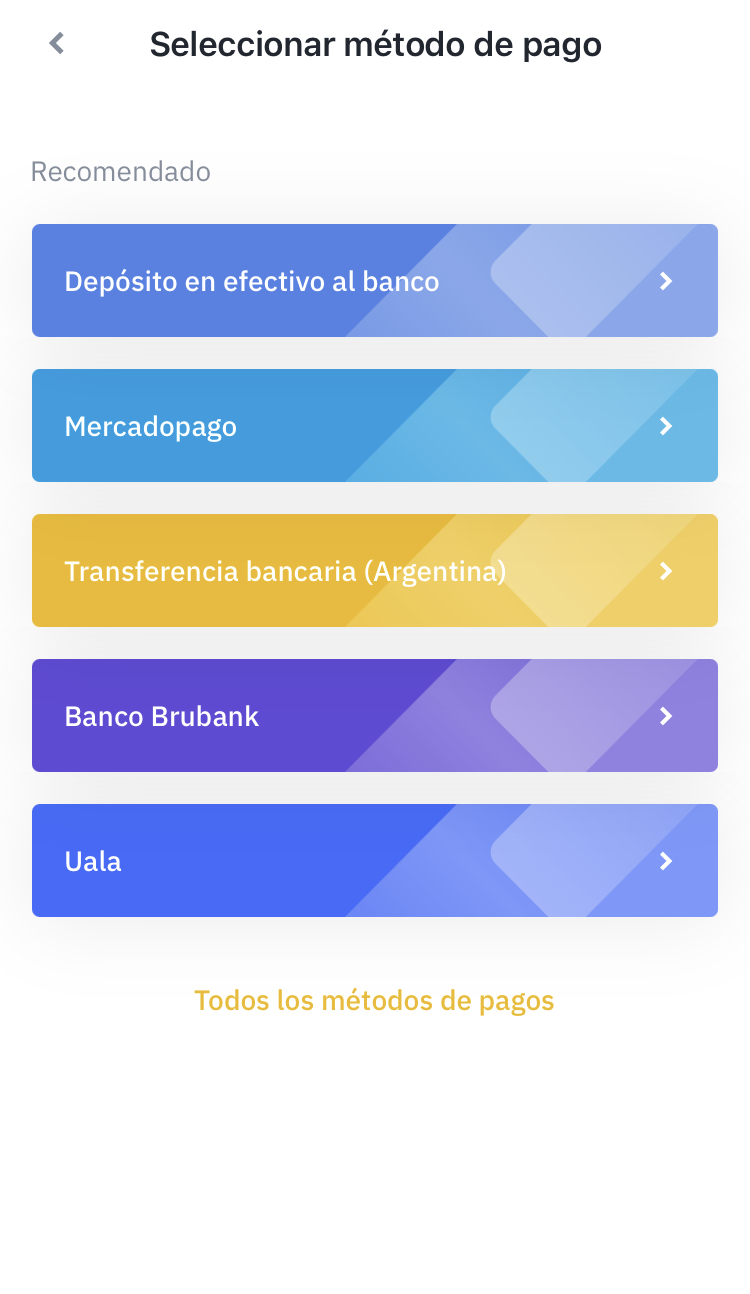 Seleccionar método de pago
Recomendado
Depósito en efectivo al banco
Mercadopago
Transferencia bancaria (Argentina)
Banco Brubank
Uala
Todos los métodos de pagos